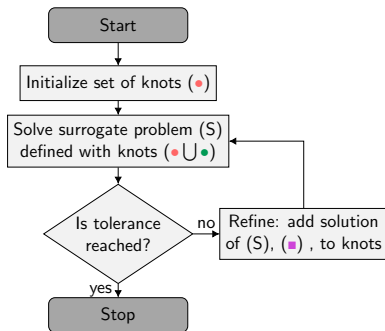 Start
Initialize set of knots (•)
Solve surrogate problem (S)
defined with knots (• ⋃ •)
Is tolerance
reached?
no
Refine: add solution
of (S), (■) , to knots
yes
Stop